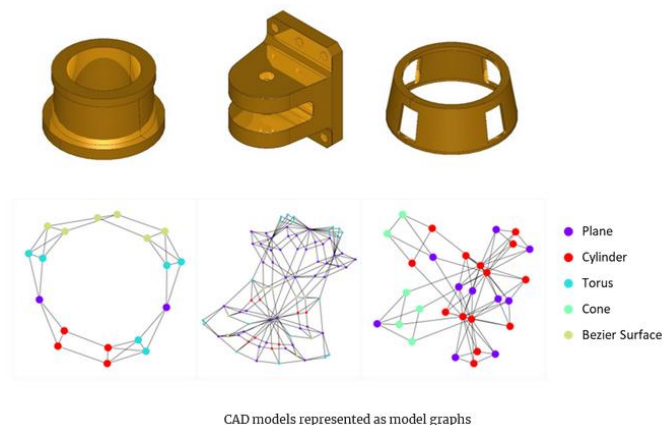 Plane
Cylinder
Torus
Cone
Bezier Surface
CAD models represented as model graphs